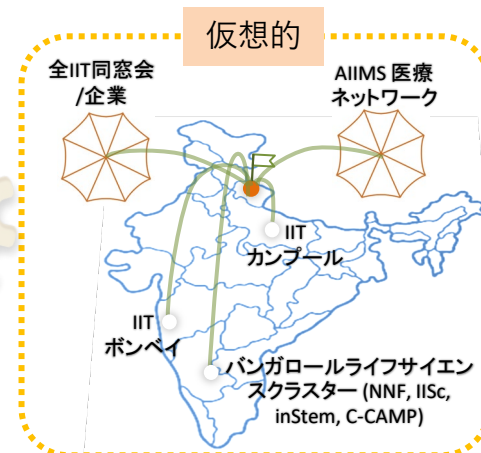 仮想的
全IIT同窓会
/企業
AIIMS 医療
ネットワーク
IIT
カンプール
IIT
ボンベイ
バンガロールライフサイエン
スクラスター (NNF, IISc,
inStem, C-CAMP)